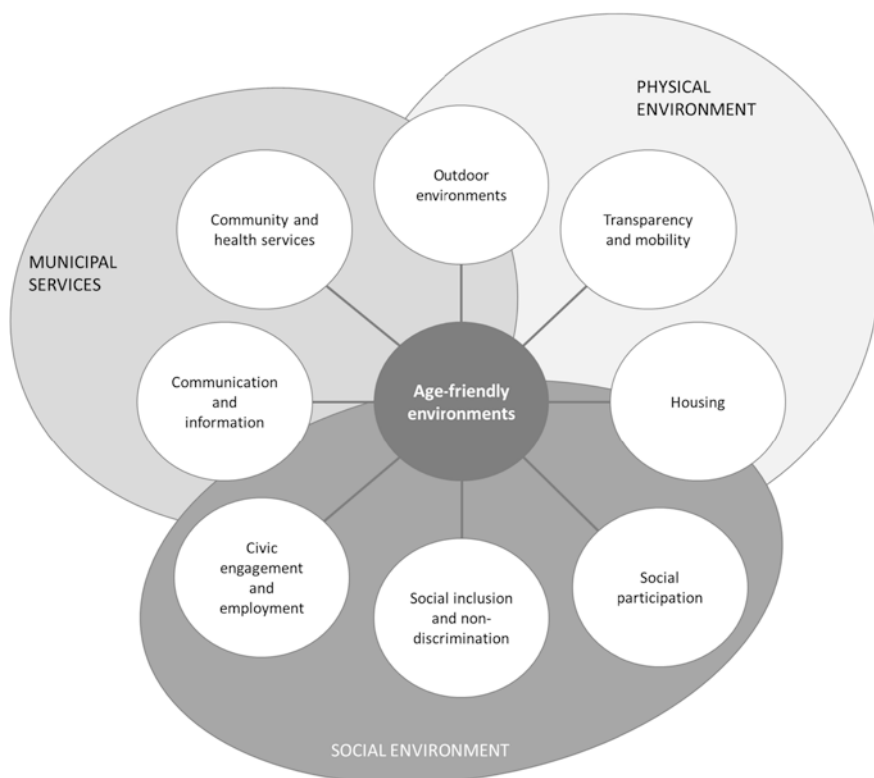 PHYSICAL
ENVIRONMENT
Outdoor
environments
Community and
health services
Transparency
and mobility
MUNICIPAL
SERVICES
Communication
and
information
Age-friendly
environments
Housing
Civic
engagement
and
employment
Social inclusion
and non-
discrimination
Social
participation
SOCIAL ENVIRONMENT